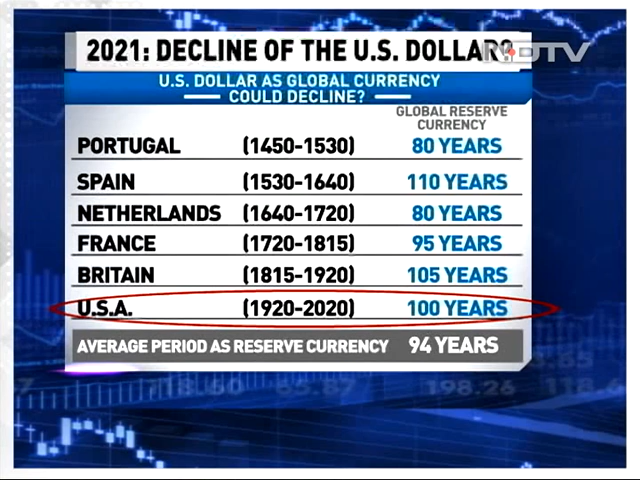 2021: DECLINE OF THE U.S. DOLLAR?
NDTV
U.S. DOLLAR AS GLOBAL CURRENCY
COULD DECLINE?
GLOBAL RESERVE
CURRENCY
PORTUGAL (1450-1530) 80 YEARS
SPAIN (1530-1640) 110 YEARS
NETHERLANDS (1640-1720) 80 YEARS
FRANCE (1720-1815) 95 YEARS
BRITAIN (1815-1920) 105 YEARS
U.S.A. (1920-2020) 100 YEARS
AVERAGE PERIOD AS RESERVE CURRENCY 94 YEARS
198.26